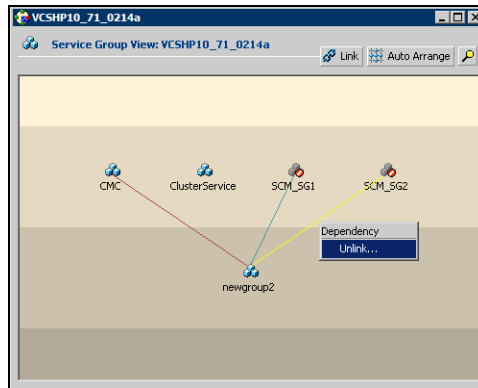 VCSHP10_71_0214a
Service Group View: VCSHP10_71_0214a
Link Auto Arrange
CMC ClusterService SCM_SG1 SCM_SG2
Dependency
Unlink...
newgroup2